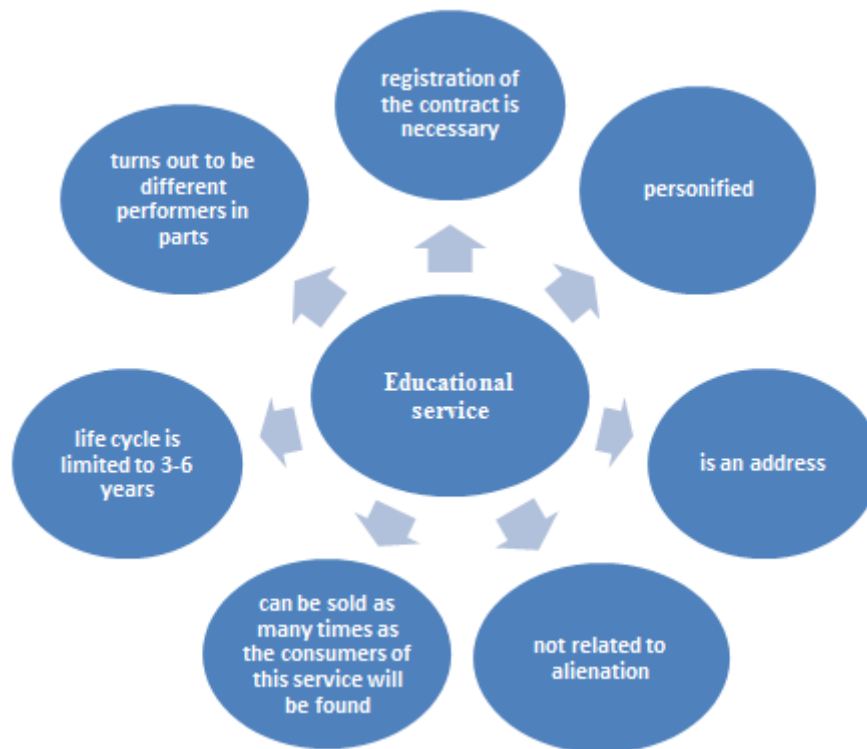 registration of
the contract is
necessary
personified
is an address
not related to
alienation
can be sold as
many times as
the consumers of
this service will
be found
life cycle is
limited to 3-6
years
turns out to be
different
performers in
parts
Educational
service